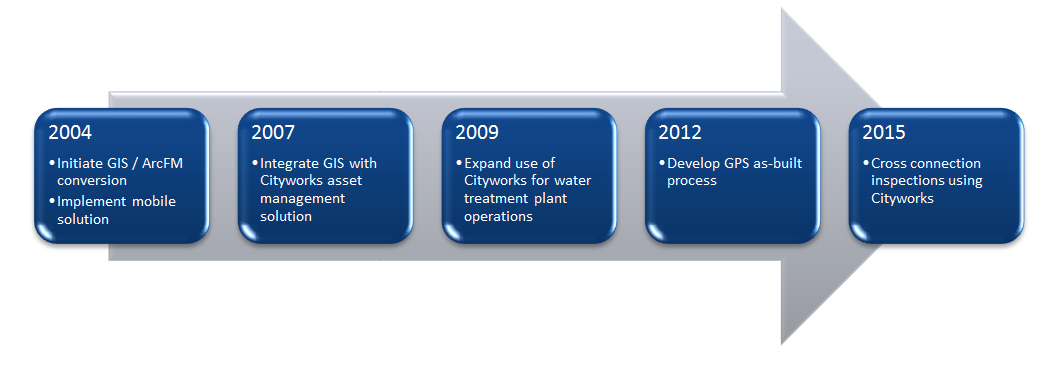 2004
•Initiate GIS / ArcFM
conversion
•Implement mobile
solution
2007
•Integrate GIS with
Cityworks asset
management
solution
2009
•Expand use of
Cityworks for water
treatment plant
operations
2012
•Develop GPS as-built
process
2015
•Cross connection
inspections using
Cityworks